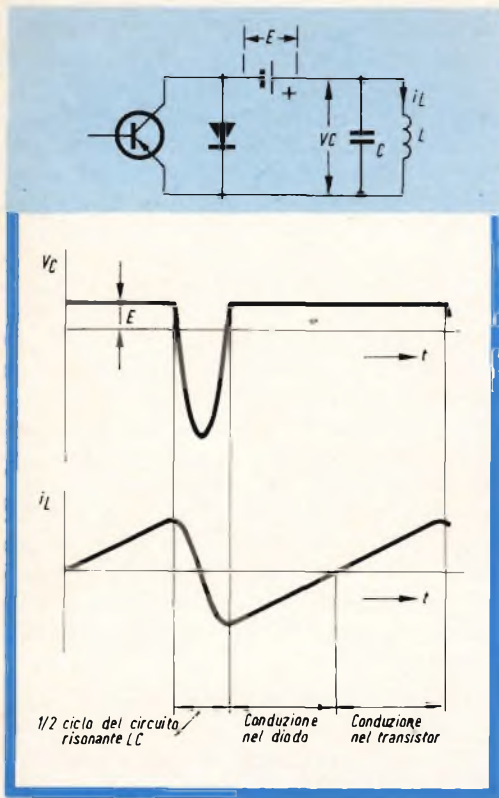 E
+
VC
C
iL
L
VC
E
t
iL
t
1/2 ciclo del circuito
risonante LC
Conduzione
nel diodo
Conduzione
nel transistor